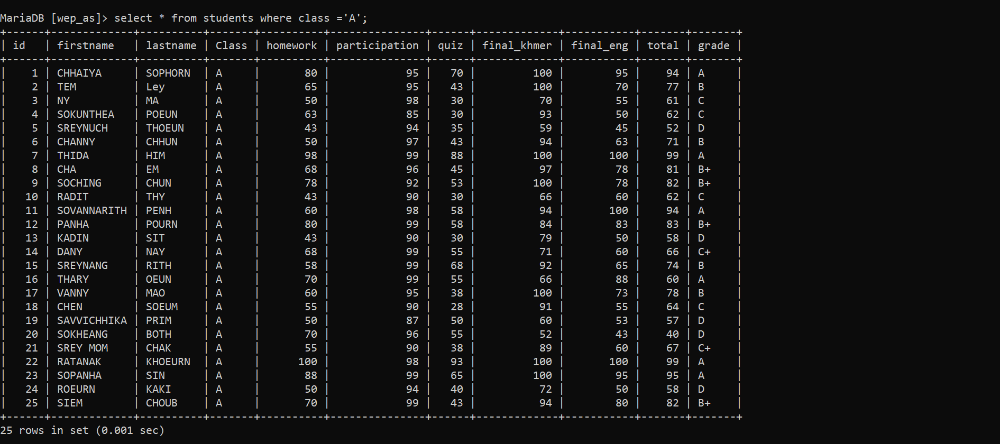 MariaDB [wep_as]> select * from students where class ='A';
+------+-------------+----------+-------+----------+---------------+------+-------------+-----------+-------+-------+
| id   | firstname   | lastname | Class | homework | participation | quiz | final_khmer | final_eng | total | grade |
+------+-------------+----------+-------+----------+---------------+------+-------------+-----------+-------+-------+
|    1 | CHHAIYA     | SOPHORN  | A     |       80 |            95 |   70 |         100 |        95 |    94 | A     |
|    2 | TEM         | Ley      | A     |       65 |            95 |   43 |         100 |        70 |    77 | B     |
|    3 | NY          | MA       | A     |       50 |            98 |   30 |          70 |        55 |    61 | C     |
|    4 | SOKUNTHEA   | POEUN    | A     |       63 |            85 |   30 |          93 |        50 |    62 | C     |
|    5 | SREYNUCH    | THOEUN   | A     |       43 |            94 |   35 |          59 |        45 |    52 | D     |
|    6 | CHANNY      | CHHUN    | A     |       50 |            97 |   43 |          94 |        63 |    71 | B     |
|    7 | THIDA       | HIM      | A     |       98 |            99 |   88 |         100 |       100 |    99 | A     |
|    8 | CHA         | EM       | A     |       68 |            96 |   45 |          97 |        78 |    81 | B+    |
|    9 | SOCHING     | CHUN     | A     |       78 |            92 |   53 |         100 |        78 |    82 | B+    |
|   10 | RADIT       | THY      | A     |       43 |            90 |   30 |          66 |        60 |    62 | C     |
|   11 | SOVANNARITH | PENH     | A     |       60 |            98 |   58 |          94 |       100 |    94 | A     |
|   12 | PANHA       | POURN    | A     |       80 |            99 |   58 |          84 |        83 |    83 | B+    |
|   13 | KADIN       | SIT      | A     |       43 |            90 |   30 |          79 |        50 |    58 | D     |
|   14 | DANY        | NAY      | A     |       68 |            99 |   55 |          71 |        60 |    66 | C+    |
|   15 | SREYNANG    | RITH     | A     |       58 |            99 |   68 |          92 |        65 |    74 | B     |
|   16 | THARY       | OEUN     | A     |       70 |            99 |   55 |          66 |        88 |    60 | A     |
|   17 | VANNY       | MAO      | A     |       60 |            95 |   38 |         100 |        73 |    78 | B     |
|   18 | CHEN        | SOEUM    | A     |       55 |            90 |   28 |          91 |        55 |    64 | C     |
|   19 | SAVVICHHIKA | PRIM     | A     |       50 |            87 |   50 |          60 |        53 |    57 | D     |
|   20 | SOKHEANG    | BOTH     | A     |       70 |            96 |   55 |          52 |        43 |    40 | D     |
|   21 | SREY MOM    | CHAK     | A     |       55 |            90 |   38 |          89 |        60 |    67 | C+    |
|   22 | RATANAK     | KHOEURN  | A     |      100 |            98 |   93 |         100 |       100 |    99 | A     |
|   23 | SOPANHA     | SIN      | A     |       88 |            99 |   65 |         100 |        95 |    95 | A     |
|   24 | ROEURN      | KAKI     | A     |       50 |            94 |   40 |          72 |        50 |    58 | D     |
|   25 | SIEM        | CHOUB    | A     |       70 |            99 |   43 |          94 |        80 |    82 | B+    |
+------+-------------+----------+-------+----------+---------------+------+-------------+-----------+-------+-------+
25 rows in set (0.001 sec)